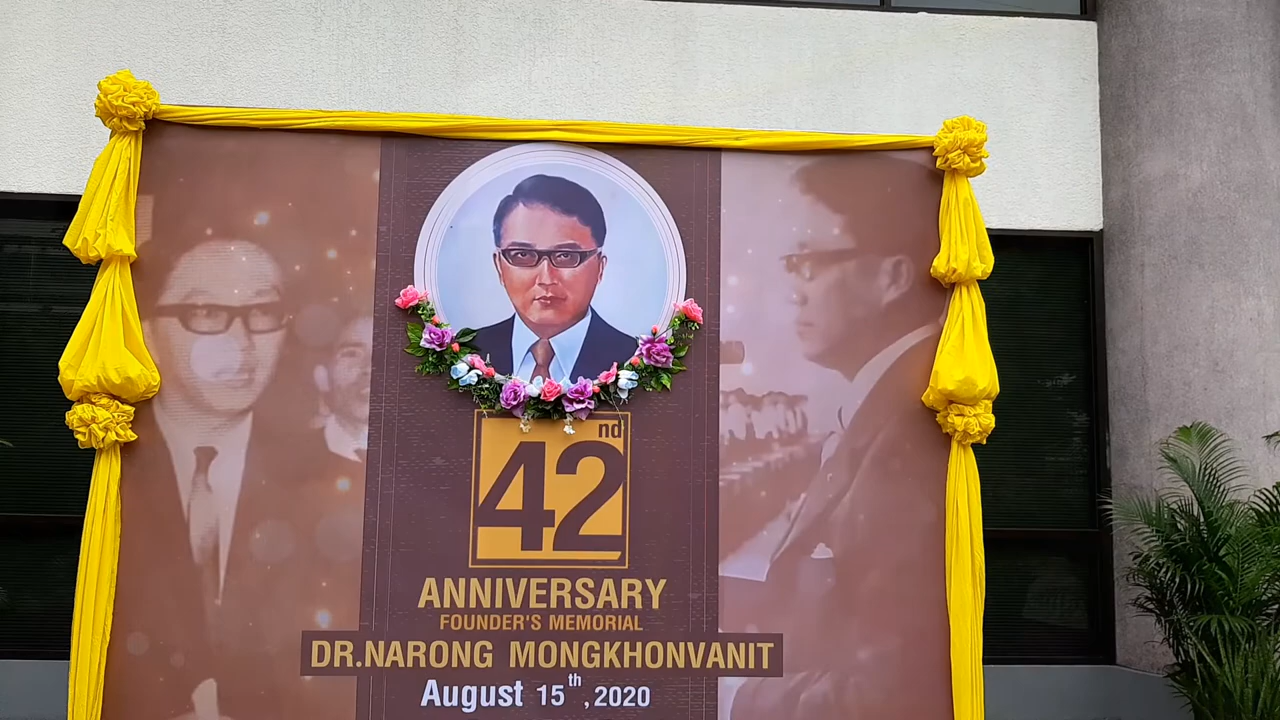 42nd
ANNIVERSARY
FOUNDER'S MEMORIAL
DR.NARONG MONGKHONVANIT
August 15th, 2020